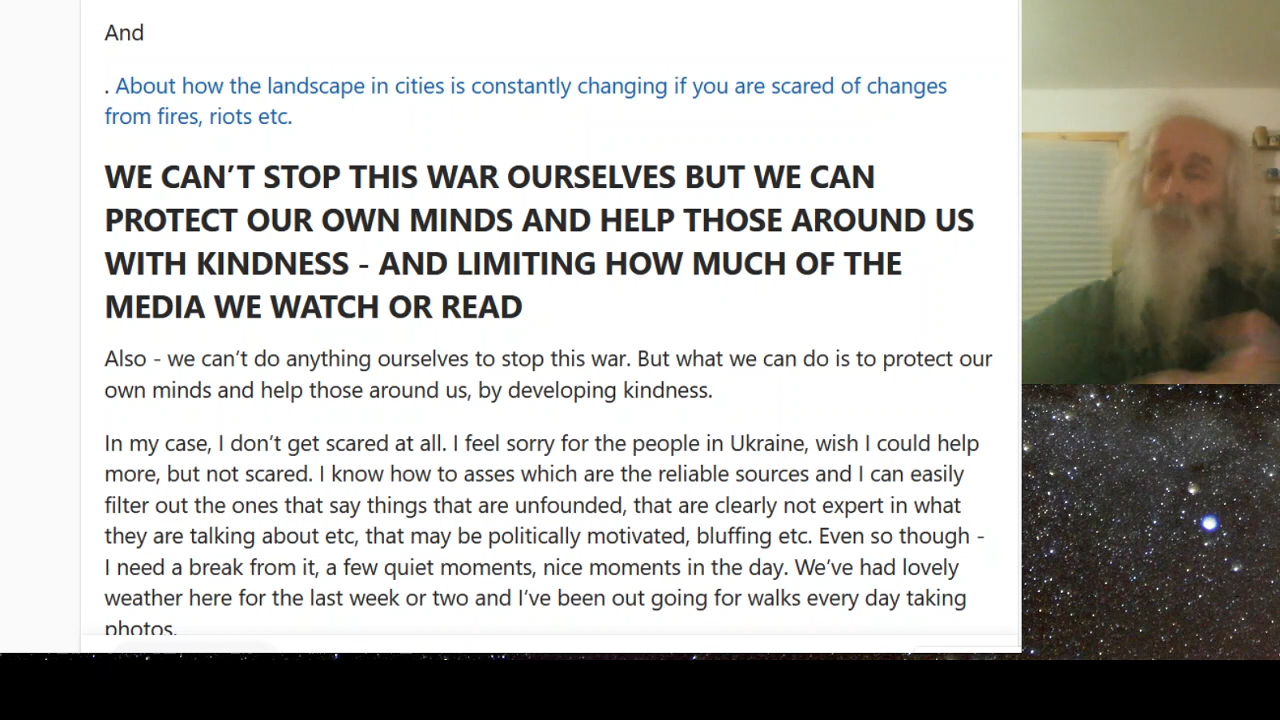 And
. About how the landscape in cities is constantly changing if you are scared of changes
from fires, riots etc.
WE CAN’T STOP THIS WAR OURSELVES BUT WE CAN
PROTECT OUR OWN MINDS AND HELP THOSE AROUND US
WITH KINDNESS - AND LIMITING HOW MUCH OF THE
MEDIA WE WATCH OR READ
Also - we can’t do anything ourselves to stop this war. But what we can do is to protect our
own minds and help those around us, by developing kindness.
In my case, I don’t get scared at all. I feel sorry for the people in Ukraine, wish I could help
more, but not scared. I know how to asses which are the reliable sources and I can easily
filter out the ones that say things that are unfounded, that are clearly not expert in what
they are talking about etc, that may be politically motivated, bluffing etc. Even so though -
I need a break from it, a few quiet moments, nice moments in the day. We’ve had lovely
weather here for the last week or two and I’ve been out going for walks every day taking
photos.